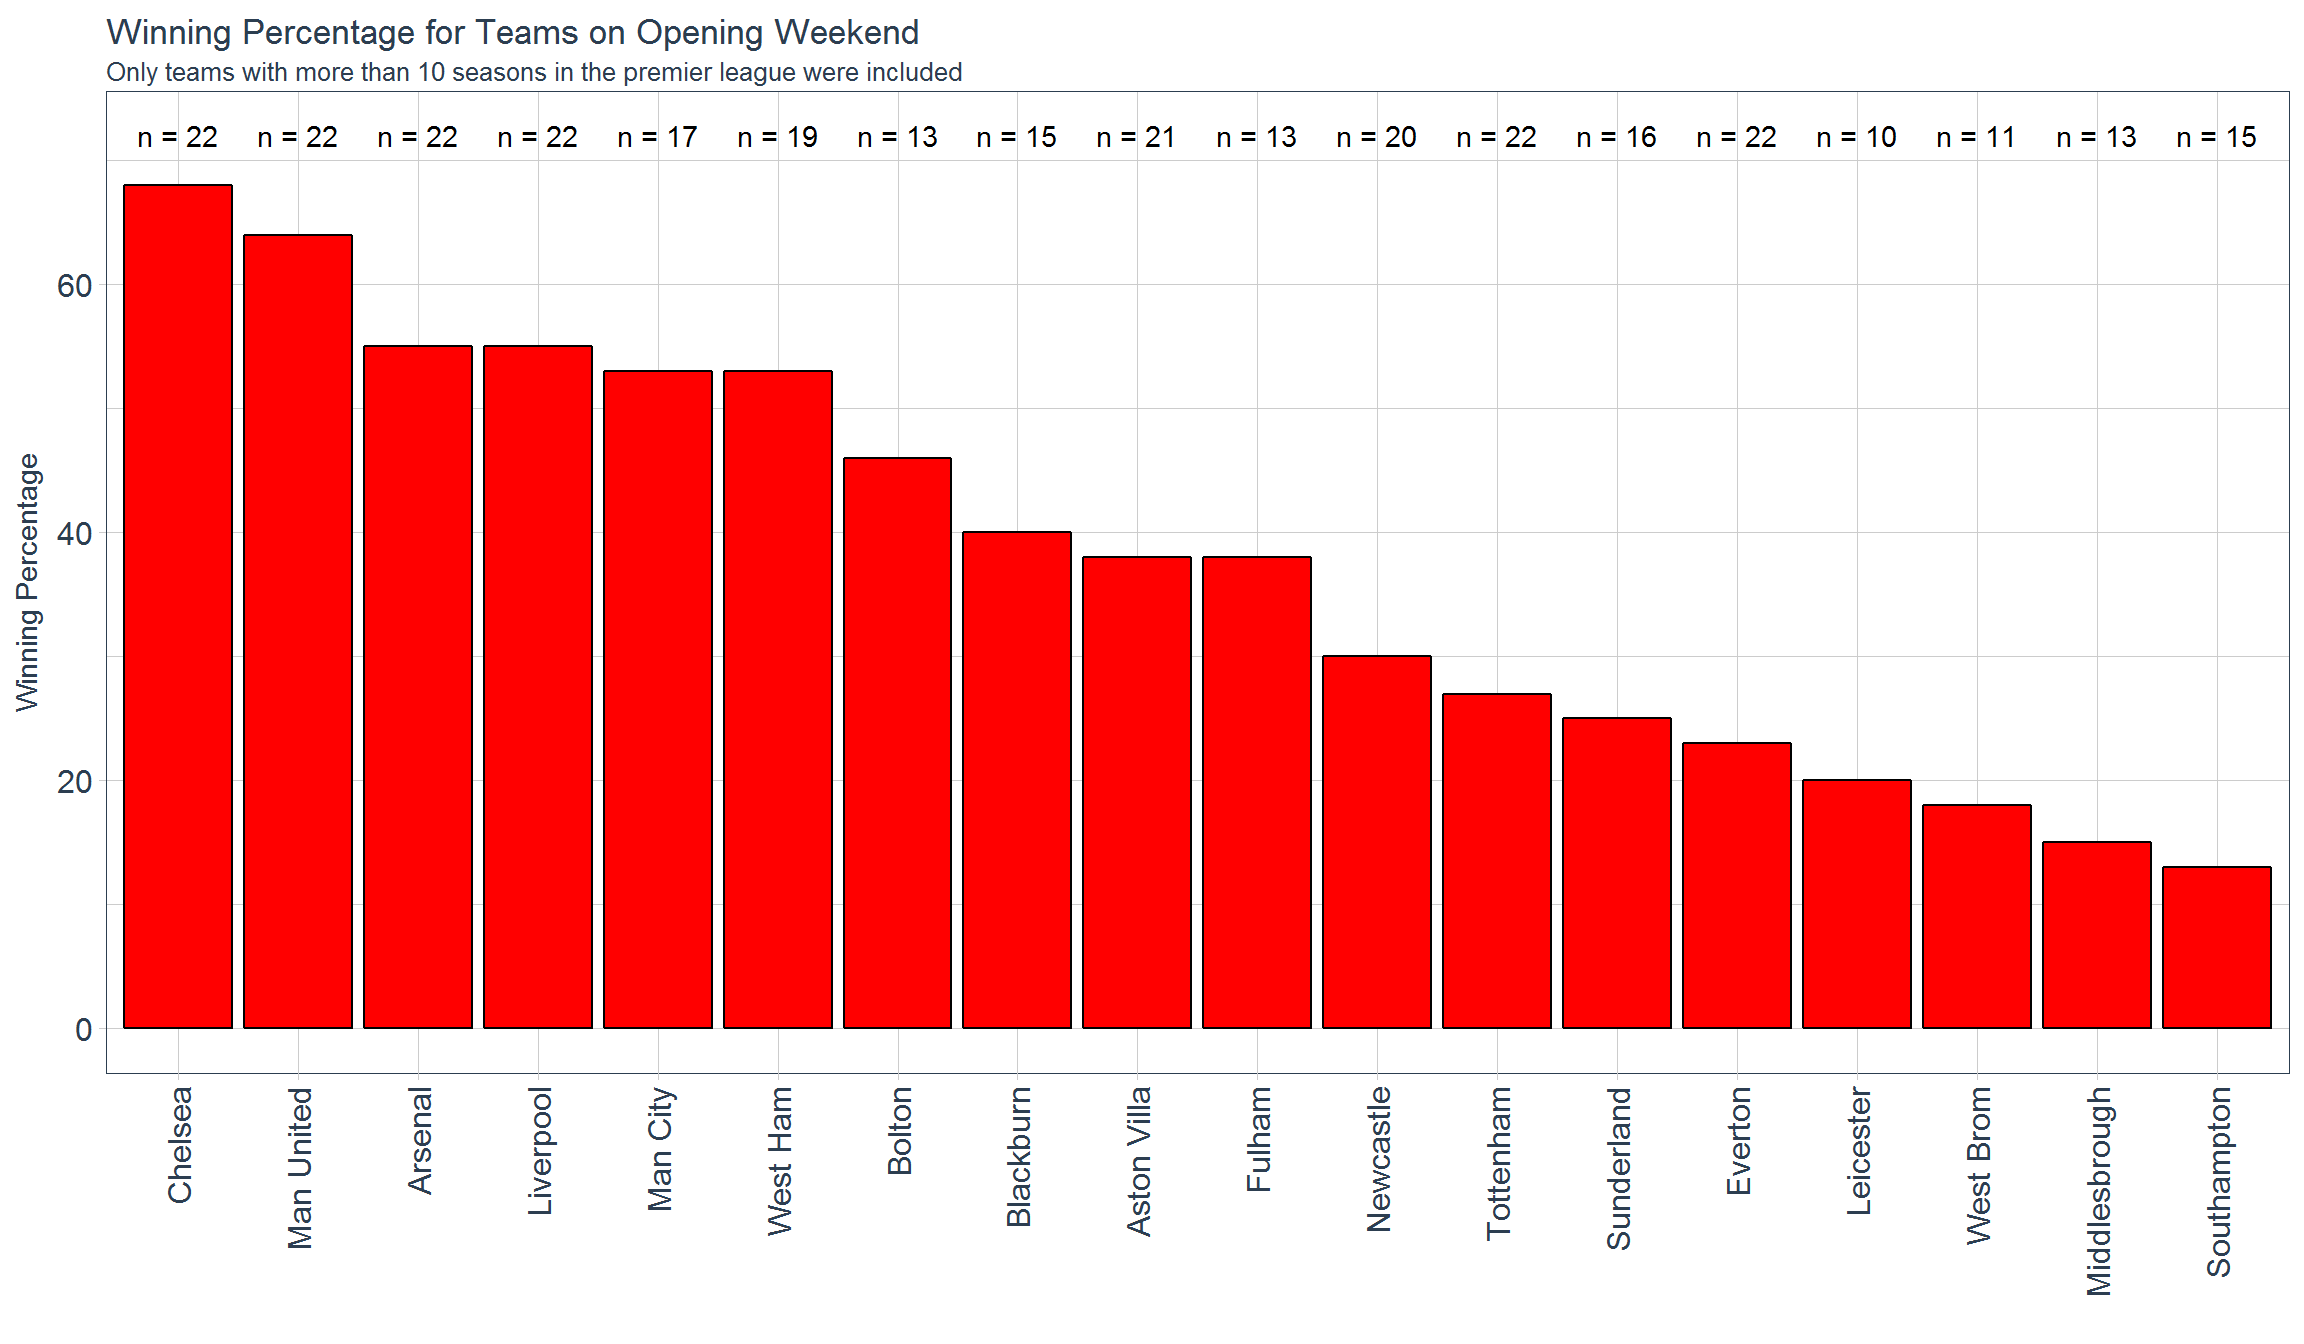 Winning Percentage for Teams on Opening Weekend
Only teams with more than 10 seasons in the premier league were included
n = 22 n = 22 n = 22 n = 22 n = 17 n = 19 n = 13 n = 15 n = 21 n = 13 n = 20 n = 22 n = 16 n = 22 n = 10 n = 11 n = 13 n = 15
Winning Percentage
60
40
20
0
Chelsea
Man United
Arsenal
Liverpool
Man City
West Ham
Bolton
Blackburn
Aston Villa
Fulham
Newcastle
Tottenham
Sunderland
Everton
Leicester
West Brom
Middlesbrough
Southampton